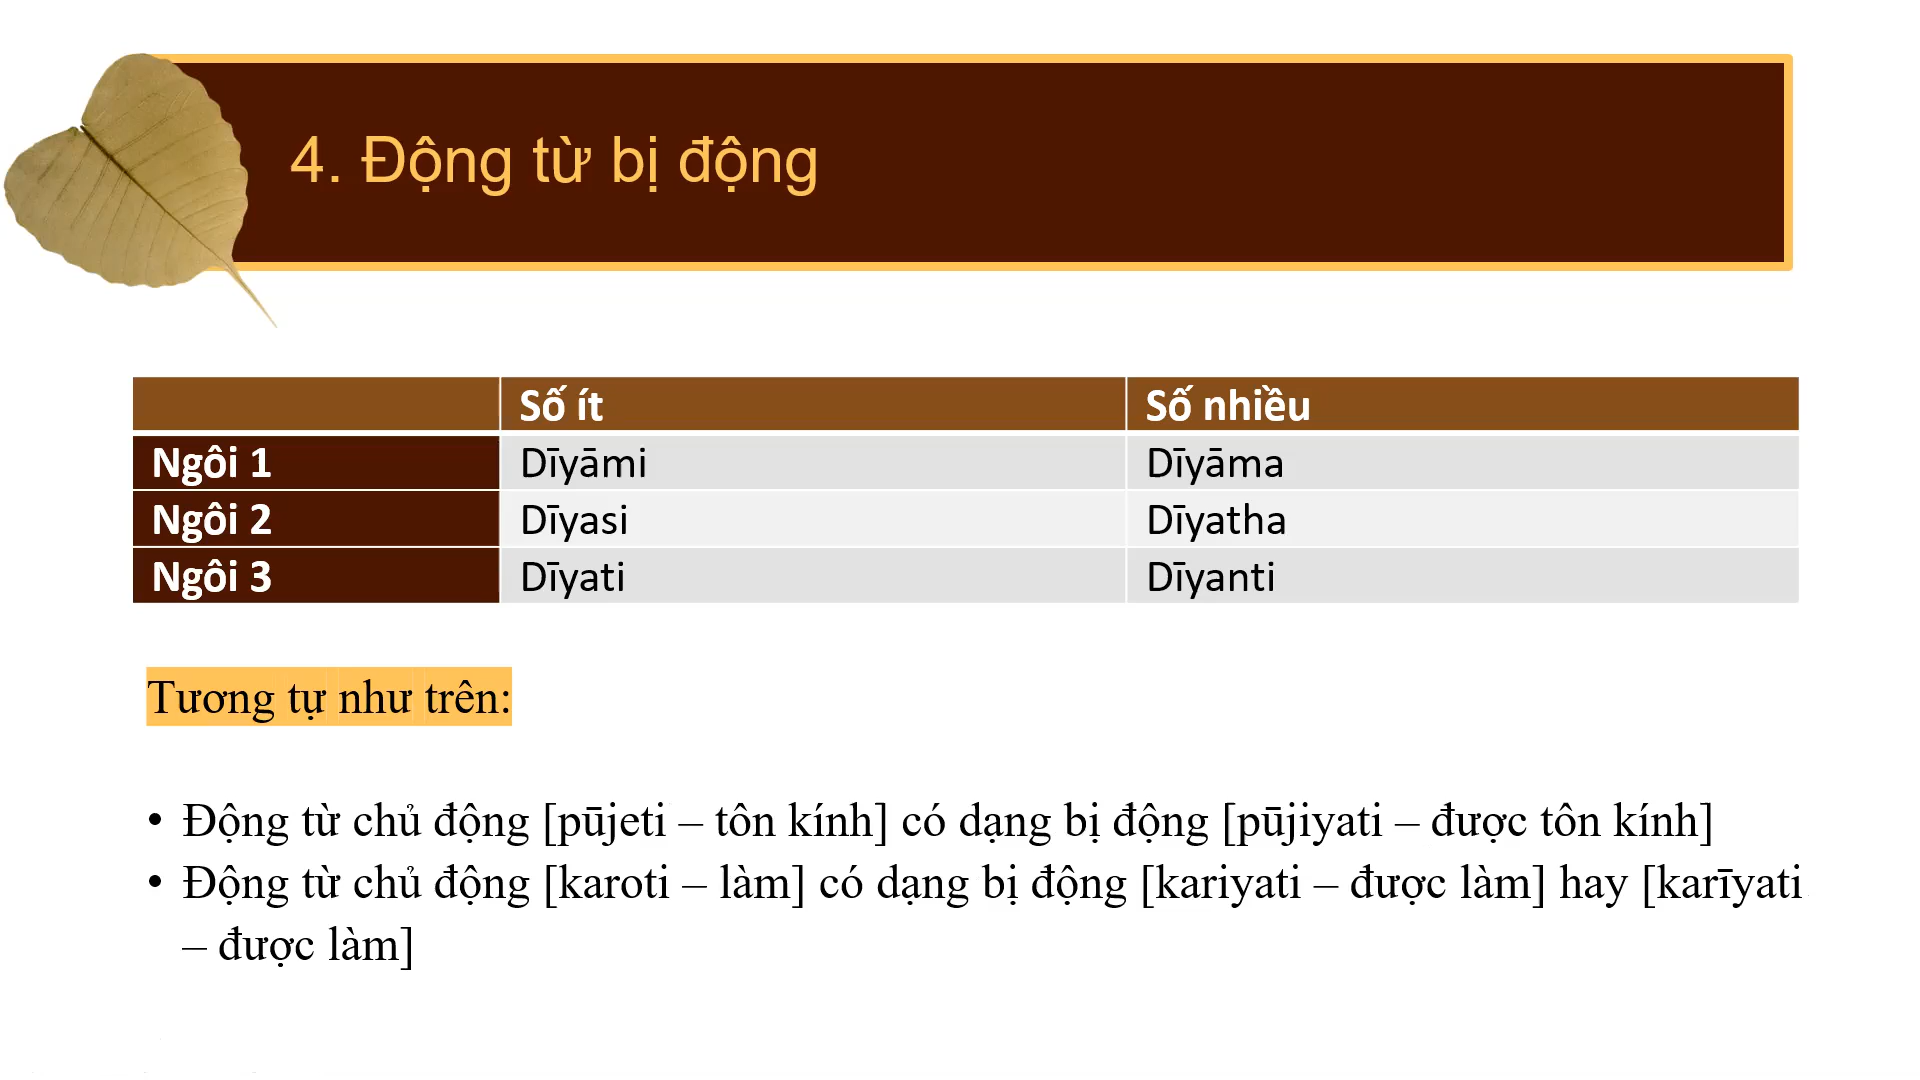 4. Động từ bị động
Số ít Số nhiều
Ngôi 1 Dīyāmi Dīyāma
Ngôi 2 Dīyasi Dīyatha
Ngôi 3 Dīyati Dīyanti
Tương tự như trên:
• Động từ chủ động [pūjeti – tôn kính] có dạng bị động [pūjiyati – được tôn kính]
• Động từ chủ động [karoti – làm] có dạng bị động [kariyati – được làm] hay [karīyati
– được làm]